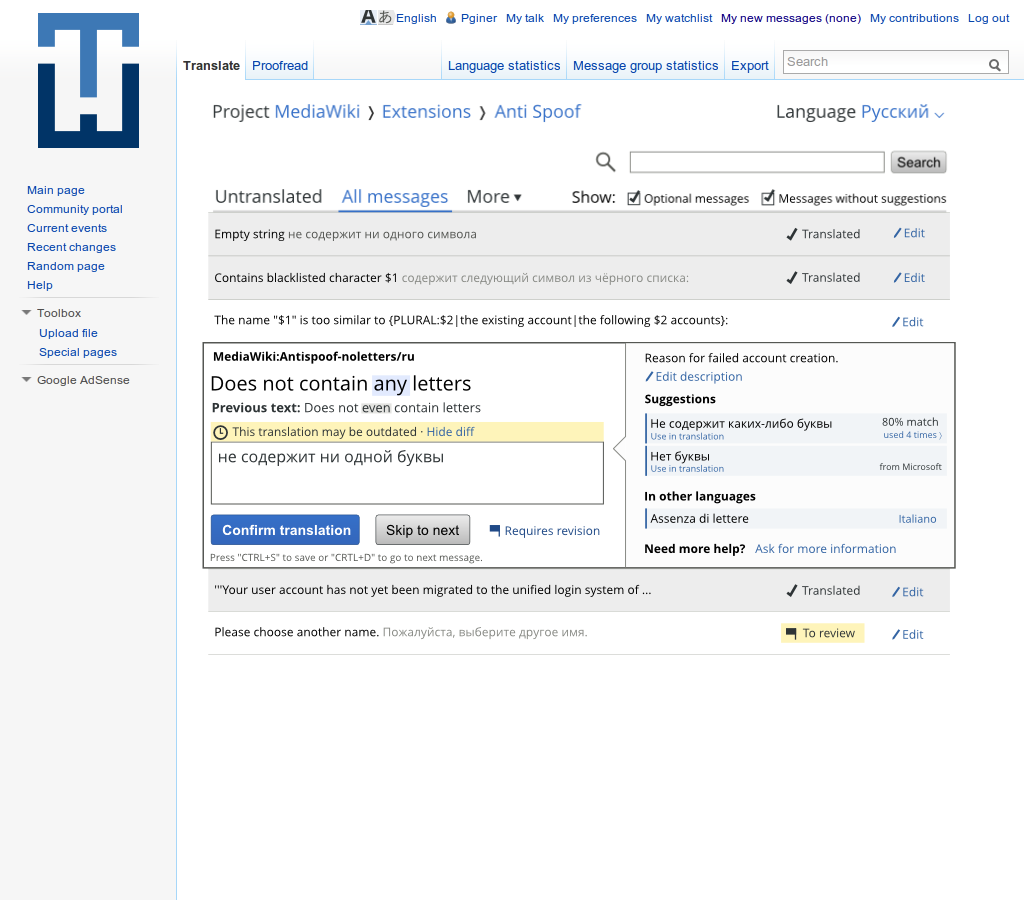 Aあ English Pginer My talk My preferences My watchlist My new messages (none) My contributions Log out
Translate Proofread Language statistics Message group statistics Export Search
Project MediaWiki ❭ Extensions ❭ Anti Spoof Language Русский
Search
Main page
Community portal
Current events
Recent changes
Random page
Help
Toolbox
Upload file
Special pages
Google AdSense
Untranslated All messages More ▾ Show: Optional messages Messages without suggestions
Empty string не содержит ни одного символа Translated Edit
Contains blacklisted character $1 содержит следующий символ из чёрного списка: Translated Edit
The name "$1" is too similar to {PLURAL:$2|the existing account|the following $2 accounts}: Edit
MediaWiki:Antispoof-noletters/ru
Does not contain any letters
Previous text: Does not even contain letters
This translation may be outdated · Hide diff
не содержит ни одной буквы
Confirm translation Skip to next Requires revision
Press "CTRL+S" to save or "CRTL+D" to go to next message.
Reason for failed account creation.
Edit description
Suggestions
Не содержит каких-либо буквы 80% match
Use in translation used 4 times ⟩
Нет буквы
Use in translation from Microsoft
In other languages
Assenza di lettere Italiano
Need more help? Ask for more information
'''Your user account has not yet been migrated to the unified login system of ... Translated Edit
Please choose another name. Пожалуйста, выберите другое имя. To review Edit